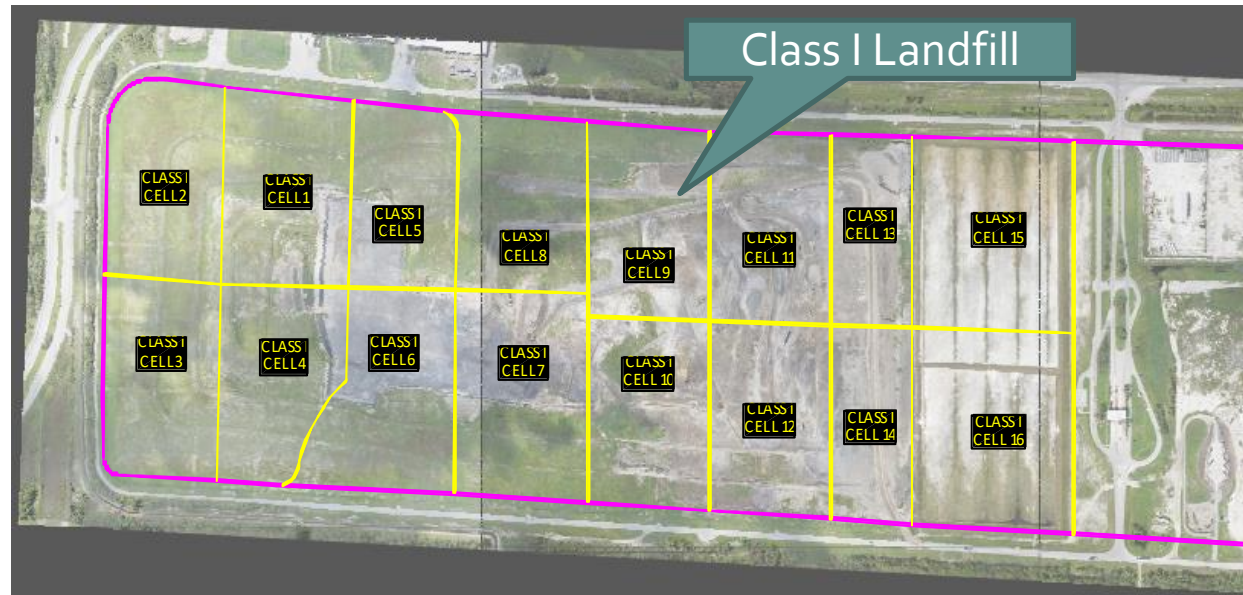 Class I Landfill
CLASS I
CELL2
CLASS I
CELL1
CLASS I
CELL5
CLASS I
CELL8
CLASS I
CELL9
CLASS I
CELL 11
CLASS I
CELL 13
CLASS I
CELL 15
CLASS I
CELL3
CLASS I
CELL4
CLASS I
CELL6
CLASS I
CELL7
CLASS I
CELL 10
CLASS I
CELL 12
CLASS I
CELL 14
CLASS I
CELL 16